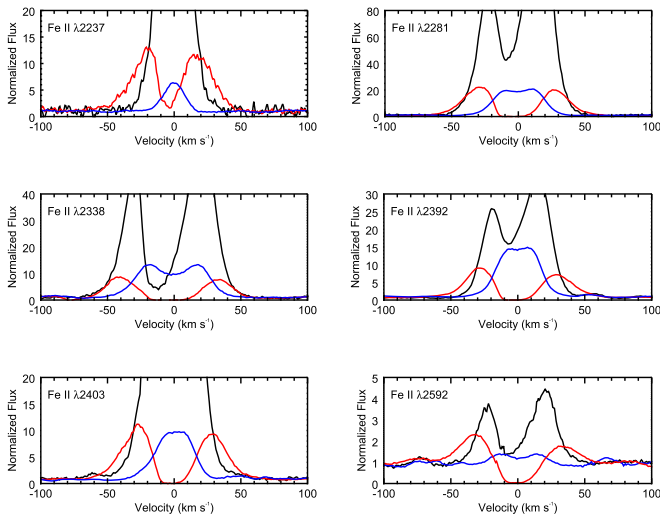 Fe II λ2237
Normalized Flux
20
15
10
5
0
-100 -50 0 50 100
Velocity (km s⁻¹)
Fe II λ2281
Normalized Flux
80
60
40
20
0
-100 -50 0 50 100
Velocity (km s⁻¹)
Fe II λ2338
Normalized Flux
40
30
20
10
0
-100 -50 0 50 100
Velocity (km s⁻¹)
Fe II λ2392
Normalized Flux
30
25
20
15
10
5
0
-100 -50 0 50 100
Velocity (km s⁻¹)
Fe II λ2403
Normalized Flux
20
15
10
5
0
-100 -50 0 50 100
Velocity (km s⁻¹)
Fe II λ2592
Normalized Flux
5
4
3
2
1
0
-100 -50 0 50 100
Velocity (km s⁻¹)